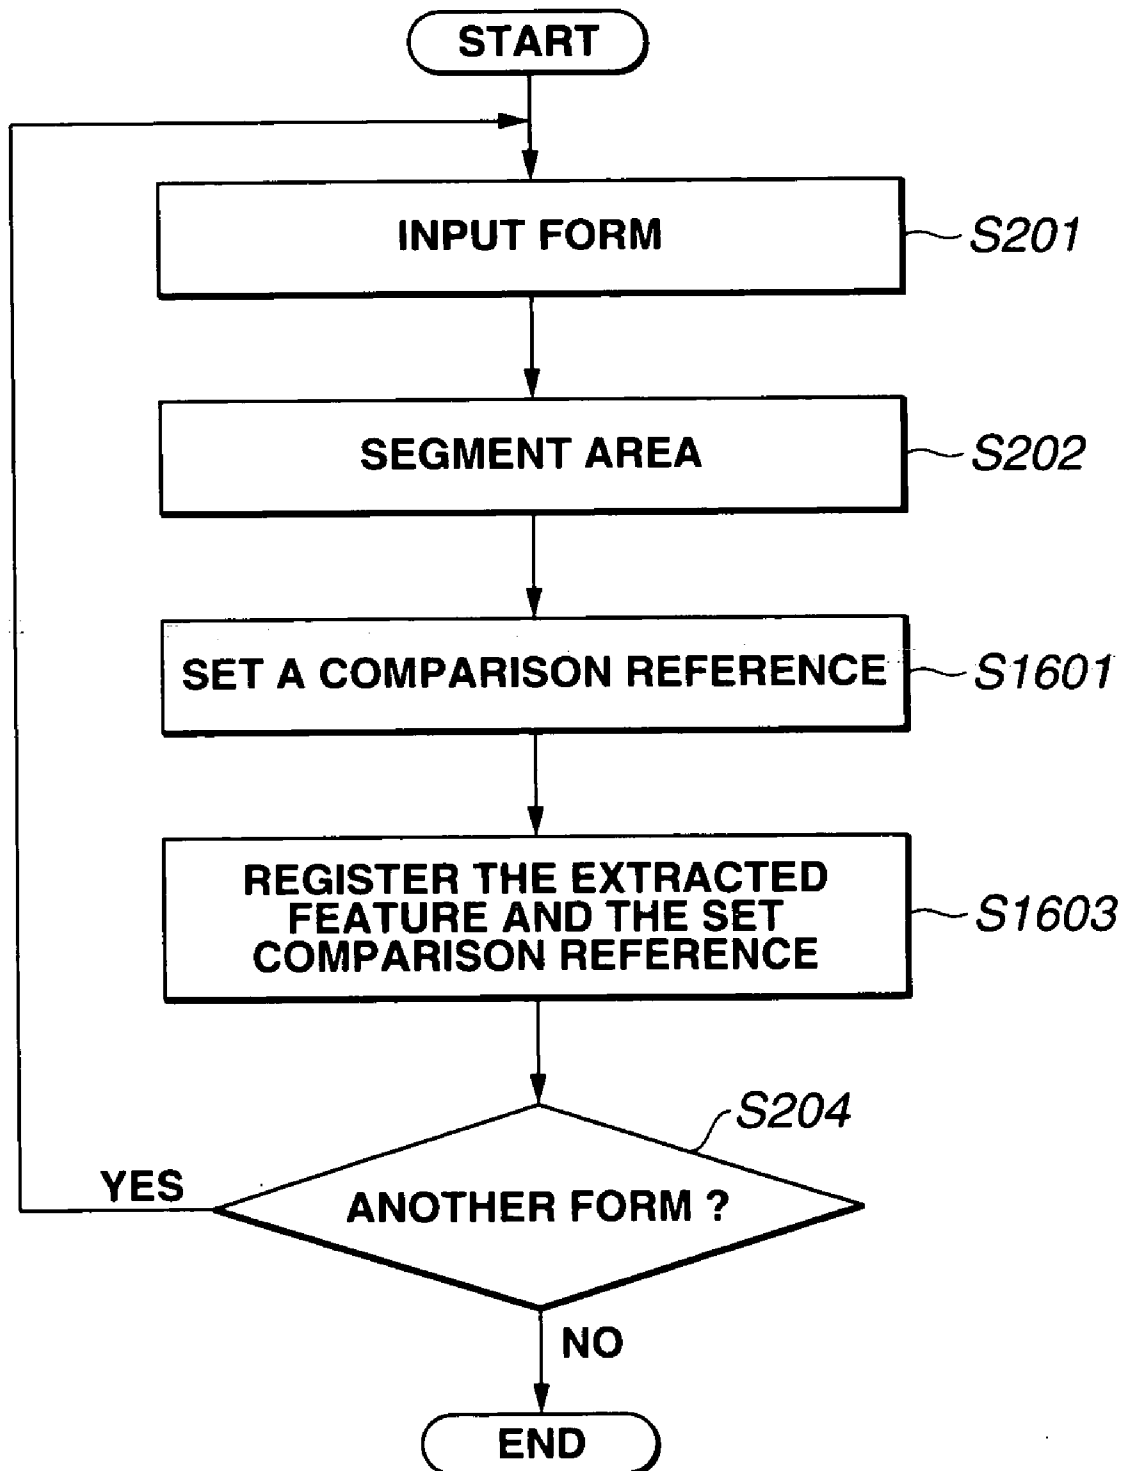 START
INPUT FORM
S201
SEGMENT AREA
S202
SET A COMPARISON REFERENCE
S1601
REGISTER THE EXTRACTED
FEATURE AND THE SET
COMPARISON REFERENCE
S1603
S204
YES
ANOTHER FORM ?
NO
END